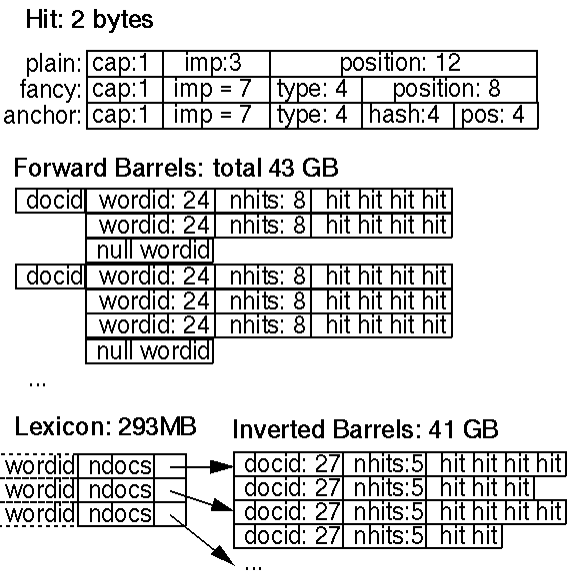 Hit: 2 bytes
plain: cap:1 imp:3 position: 12
fancy: cap:1 imp = 7 type: 4 position: 8
anchor: cap:1 imp = 7 type: 4 hash:4 pos: 4
Forward Barrels: total 43 GB
docid wordid: 24 nhits: 8 hit hit hit hit
wordid: 24 nhits: 8 hit hit hit hit
null wordid
docid wordid: 24 nhits: 8 hit hit hit hit
wordid: 24 nhits: 8 hit hit hit hit
wordid: 24 nhits: 8 hit hit hit hit
null wordid
...
Lexicon: 293MB
wordid ndocs
wordid ndocs
wordid ndocs
Inverted Barrels: 41 GB
docid: 27 nhits:5 hit hit hit hit
docid: 27 nhits:5 hit hit hit
docid: 27 nhits:5 hit hit hit hit
docid: 27 nhits:5 hit hit
...